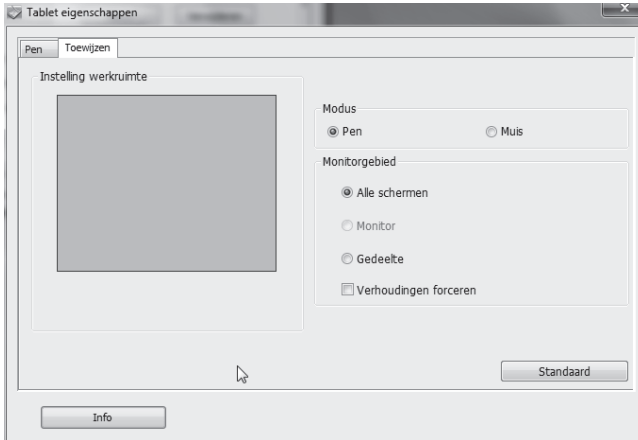 Tablet eigenschappen
Pen
Toewijzen
Instelling werkruimte
Modus
Pen
Muis
Monitorgebied
Alle schermen
Monitor
Gedeelte
Verhoudingen forceren
Standaard
Info